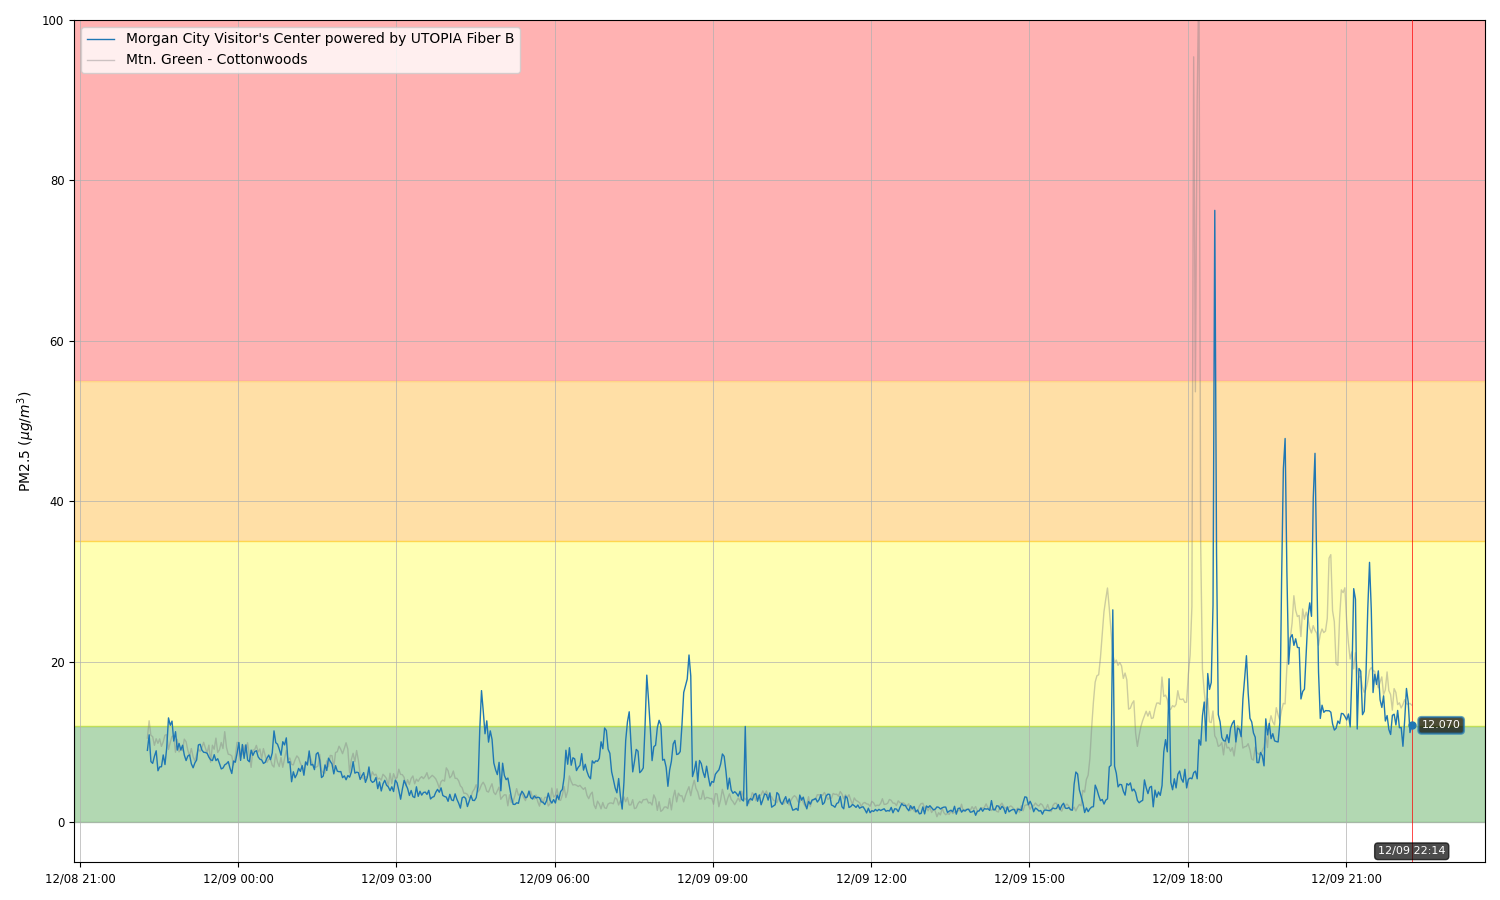 100
Morgan City Visitor's Center powered by UTOPIA Fiber B
Mtn. Green - Cottonwoods
80
60
PM2.5 (μg/m³)
40
20
12.070
0
12/09 22:14
12/08 21:00 12/09 00:00 12/09 03:00 12/09 06:00 12/09 09:00 12/09 12:00 12/09 15:00 12/09 18:00 12/09 21:00